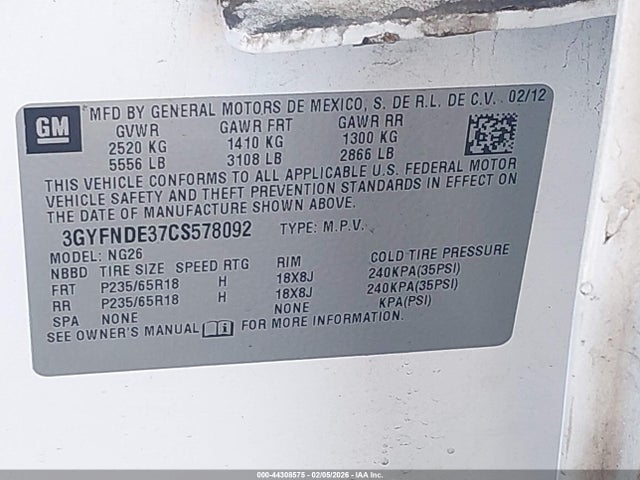 GM
*MFD BY GENERAL MOTORS DE MEXICO, S. DE R.L. DE C.V. 02/12
GVWR GAWR FRT GAWR RR
2520 KG 1410 KG 1300 KG
5556 LB 3108 LB 2866 LB
THIS VEHICLE CONFORMS TO ALL APPLICABLE U.S. FEDERAL MOTOR
VEHICLE SAFETY AND THEFT PREVENTION STANDARDS IN EFFECT ON
THE DATE OF MANUFACTURE SHOWN ABOVE.
3GYFNDE37CS578092 TYPE: M.P.V.
MODEL: NG26
NBBD TIRE SIZE SPEED RTG RIM COLD TIRE PRESSURE
FRT P235/65R18 H 18X8J 240KPA(35PSI)
RR P235/65R18 H 18X8J 240KPA(35PSI)
SPA NONE NONE KPA(PSI)
SEE OWNER'S MANUAL FOR MORE INFORMATION.
000-44308575 - 02/05/2026 - IAA Inc.